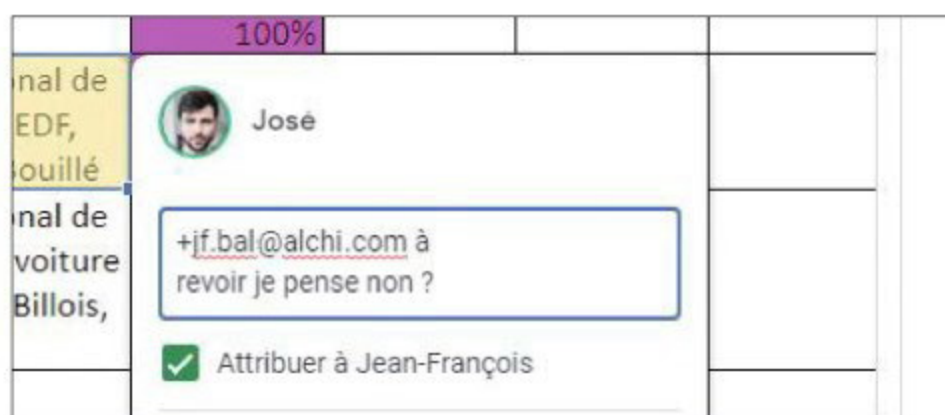 100%
nal de
EDF,
ouillé
nal de
voiture
Billois,
José
+jf.bal@alchi.com à
revoir je pense non ?
Attribuer à Jean-François